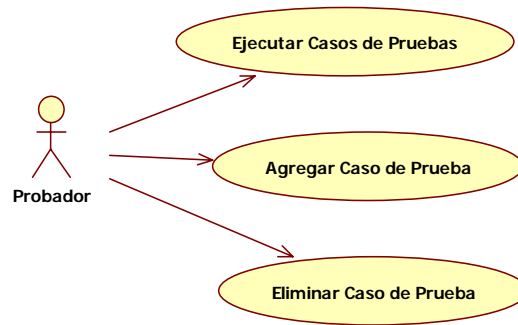 Ejecutar Casos de Pruebas
Agregar Caso de Prueba
Probador
Eliminar Caso de Prueba